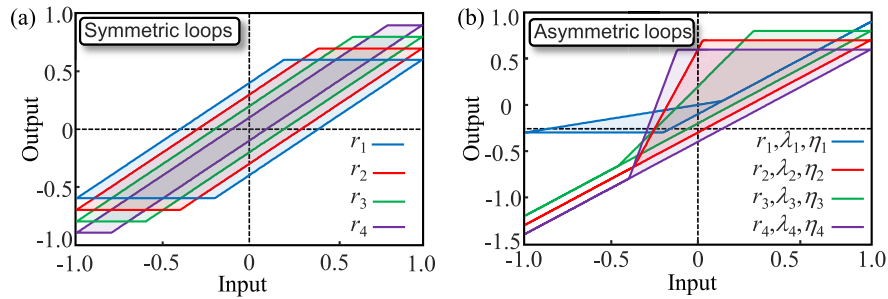 (a)
Symmetric loops
1.0
0.5
0
-0.5
-1.0
Output
-1.0 -0.5 0 0.5 1.0
Input
r1
r2
r3
r4
(b)
Asymmetric loops
1.0
0.5
0
-0.5
-1.0
-1.5
Output
-1.0 -0.5 0 0.5 1.0
Input
r1,λ1,η1
r2,λ2,η2
r3,λ3,η3
r4,λ4,η4